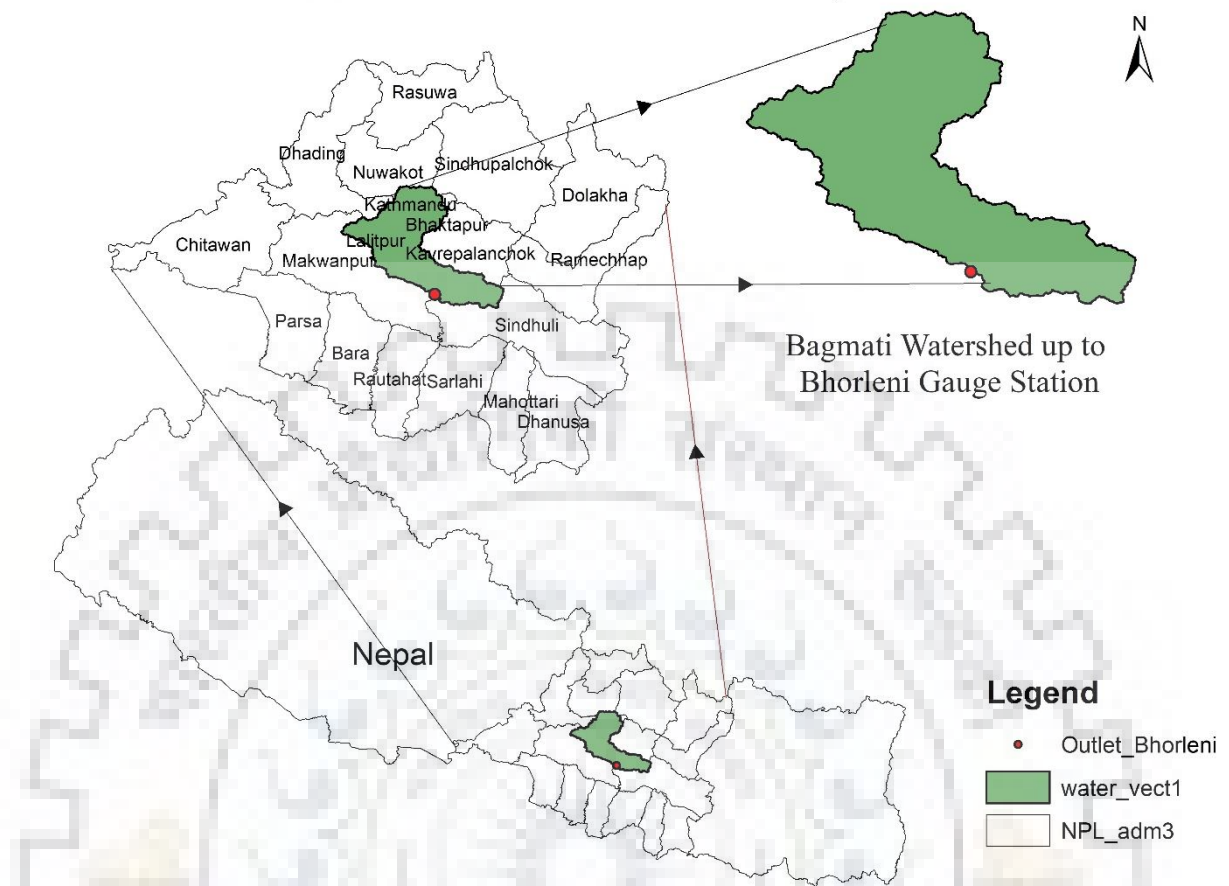 N
Rasuwa
Dhading
Nuwakot
Sindhupalchok
Dolakha
Kathmandu
Bhaktapur
Chitawan
Lalitpur
Kavrepalanchok
Makwanpur
Ramechhap
Parsa
Sindhuli
Bara
Rautahat
Sarlahi
Mahottari
Dhanusa
Bagmati Watershed up to
Bhorleni Gauge Station
Nepal
Legend
Outlet_Bhorleni
water_vect1
NPL_adm3